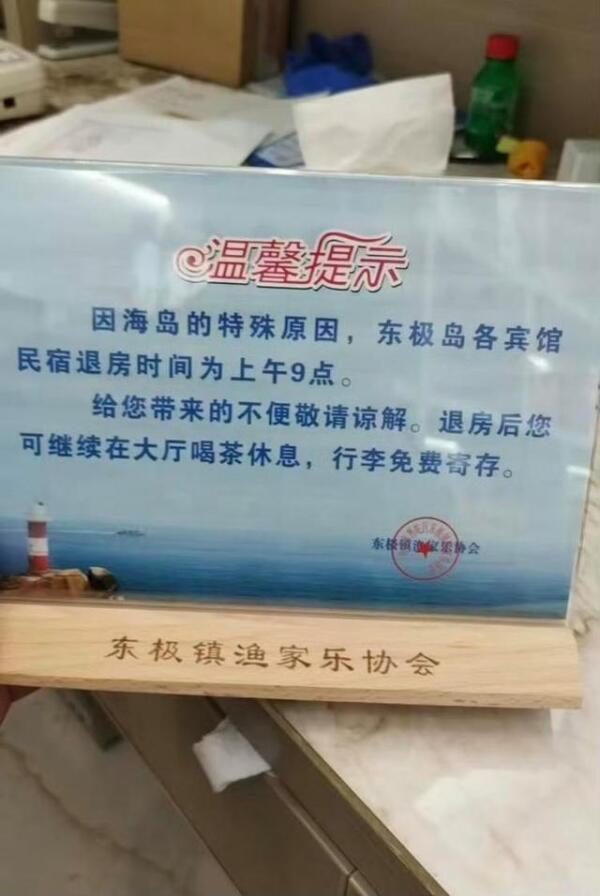 温馨提示
因海岛的特殊原因，东极岛各宾馆
民宿退房时间为上午9点。
给您带来的不便敬请谅解。退房后您
可继续在大厅喝茶休息，行李免费寄存。
东极镇渔家乐协会
东极镇渔家乐协会